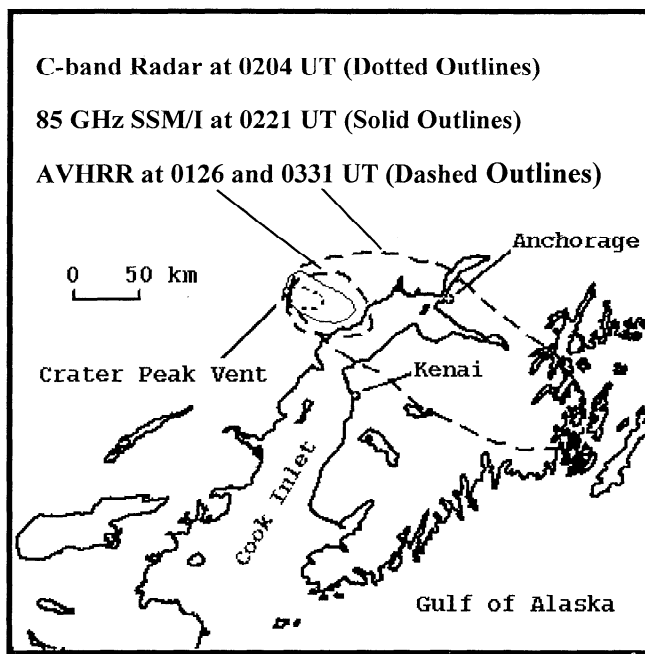 C-band Radar at 0204 UT (Dotted Outlines)
85 GHz SSM/I at 0221 UT (Solid Outlines)
AVHRR at 0126 and 0331 UT (Dashed Outlines)
Anchorage
0 50 km
Crater Peak Vent
Kenai
Cook Inlet
Gulf of Alaska